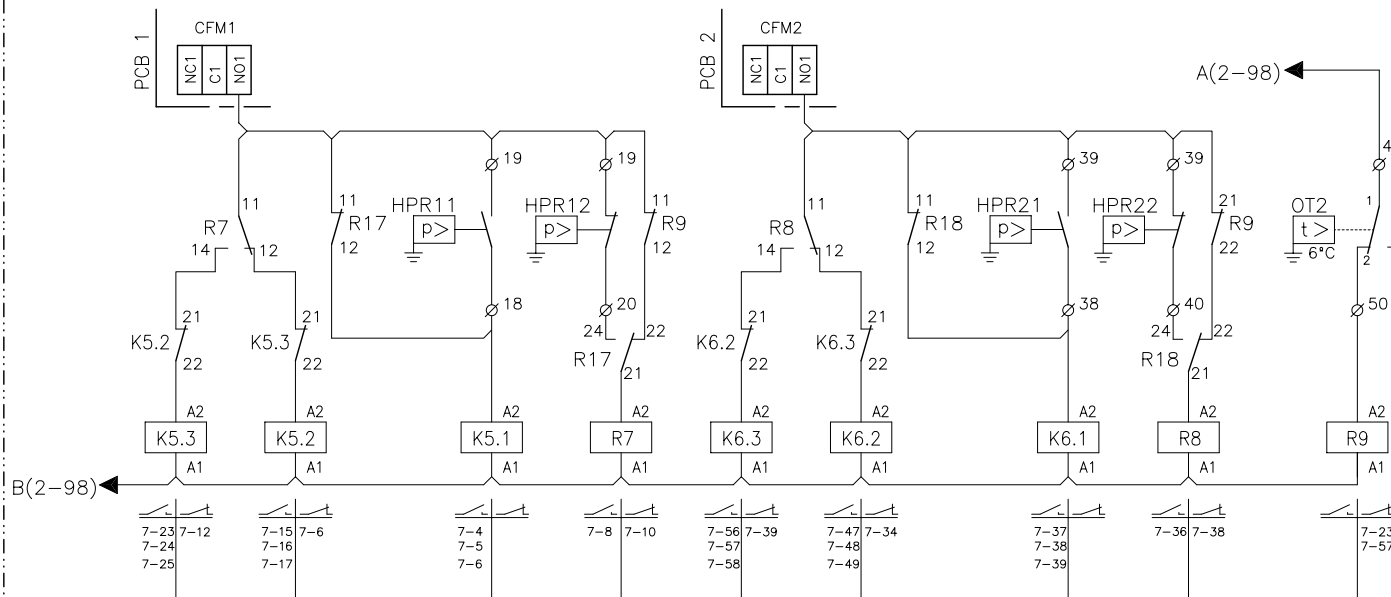 PCB 1
CFM1
NC1 C1 NO1
PCB 2
CFM2
NC1 C1 NO1
A(2-98)
19 19 39 39 4
11 R7 14 12
11 R17 12
HPR11 p>
HPR12 p>
11 R9 12
11 R8 14 12
11 R18 12
HPR21 p>
HPR22 p>
21 R9 22
OT2 t> 6°C 1 2
18 20 38 40 50
21 K5.2 22
21 K5.3 22
24 22 R17 21
21 K6.2 22
21 K6.3 22
24 22 R18 21
A2 A2 A2 A2 A2 A2 A2 A2 A2
K5.3 K5.2 K5.1 R7 K6.3 K6.2 K6.1 R8 R9
A1 A1 A1 A1 A1 A1 A1 A1 A1
B(2-98)
7-23 7-12 7-15 7-6 7-4 7-8 7-10 7-56 7-39 7-47 7-34 7-37 7-36 7-38 7-23
7-24 7-16 7-5 7-57 7-48 7-38 7-57
7-25 7-17 7-6 7-58 7-49 7-39